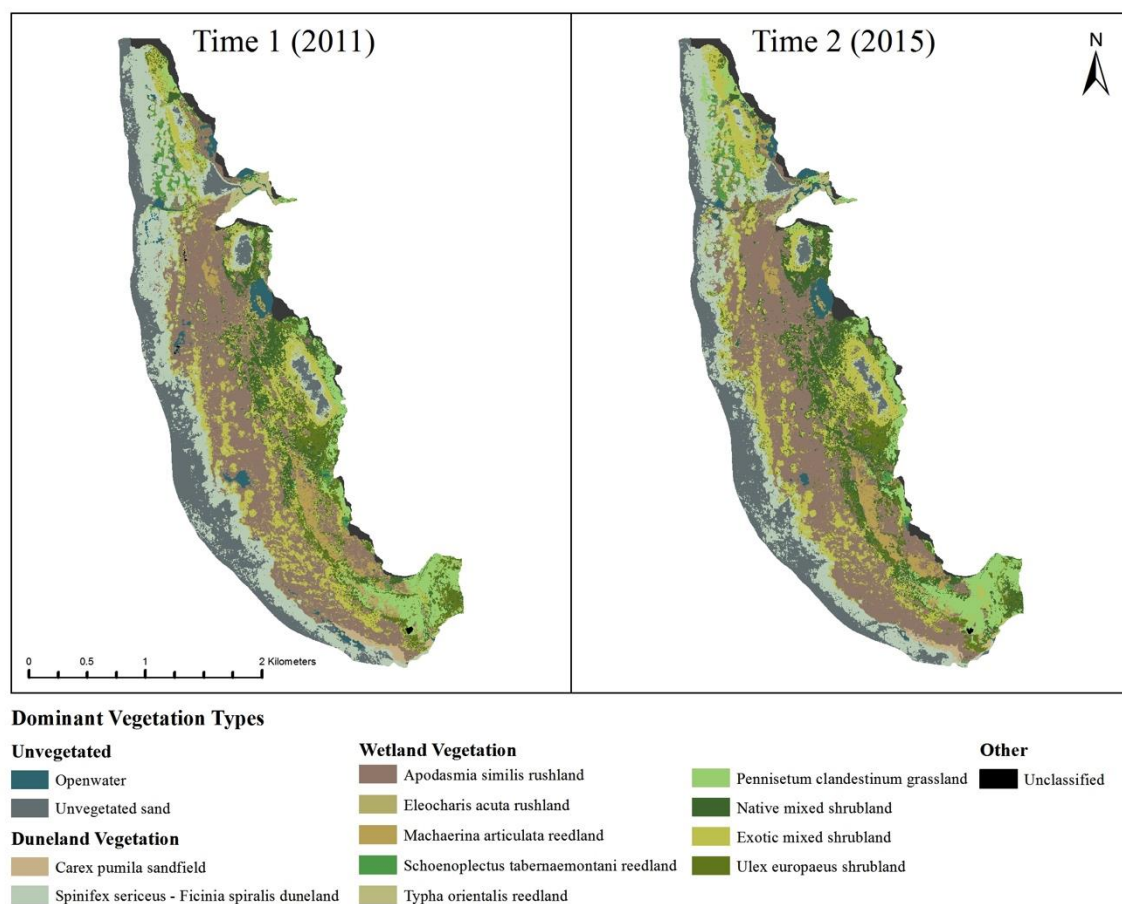 Time 1 (2011)
Time 2 (2015)
N
0 0.5 1 2 Kilometers
Dominant Vegetation Types
Unvegetated
Openwater
Unvegetated sand
Duneland Vegetation
Carex pumila sandfield
Spinifex sericeus - Ficinia spiralis duneland
Wetland Vegetation
Apodasmia similis rushland
Eleocharis acuta rushland
Machaerina articulata reedland
Schoenoplectus tabernaemontani reedland
Typha orientalis reedland
Pennisetum clandestinum grassland
Native mixed shrubland
Exotic mixed shrubland
Ulex europaeus shrubland
Other
Unclassified